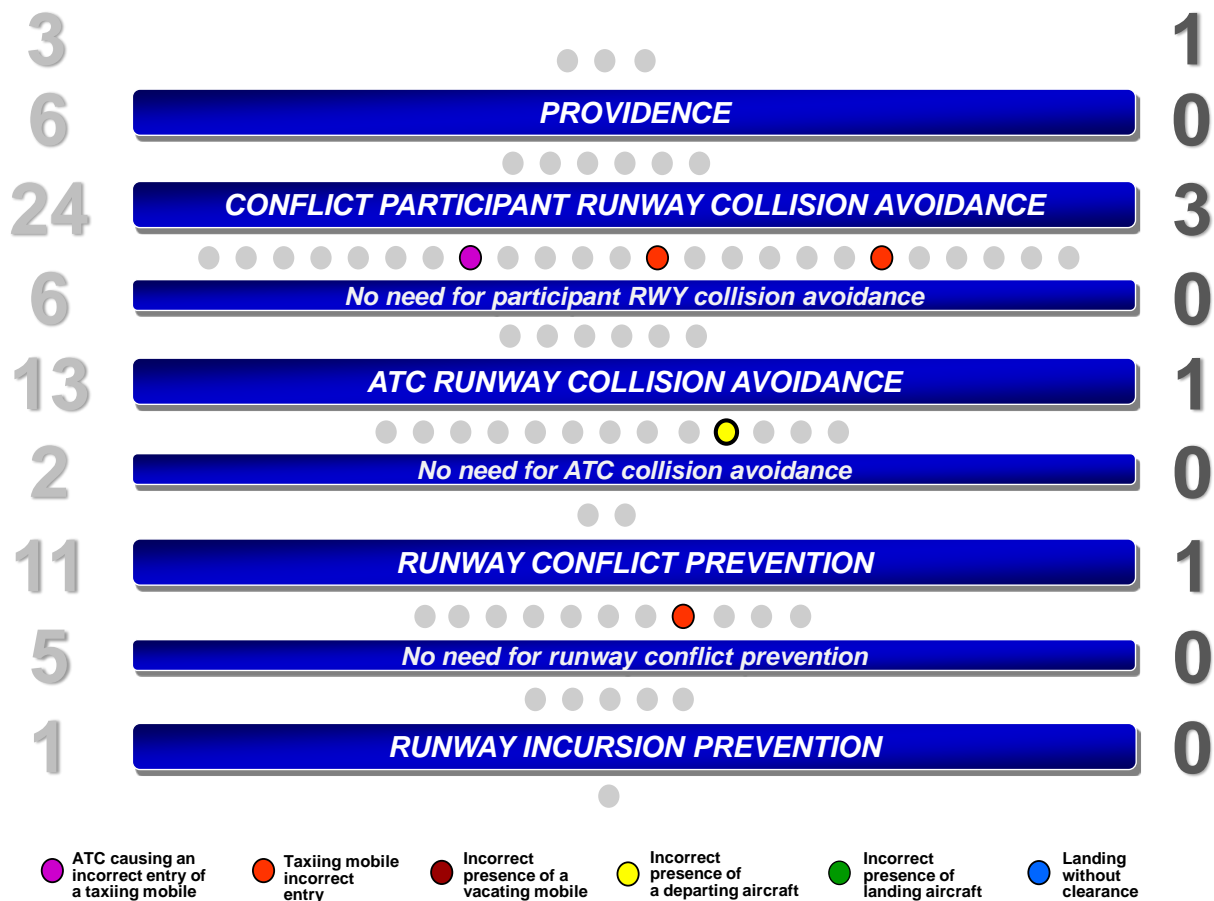 3 1
6 PROVIDENCE 0
24 CONFLICT PARTICIPANT RUNWAY COLLISION AVOIDANCE 3
6 No need for participant RWY collision avoidance 0
13 ATC RUNWAY COLLISION AVOIDANCE 1
2 No need for ATC collision avoidance 0
11 RUNWAY CONFLICT PREVENTION 1
5 No need for runway conflict prevention 0
1 RUNWAY INCURSION PREVENTION 0
ATC causing an
incorrect entry of
a taxiing mobile
Taxiing mobile
incorrect
entry
Incorrect
presence of a
vacating mobile
Incorrect
presence of
a departing aircraft
Incorrect
presence of
landing aircraft
Landing
without
clearance